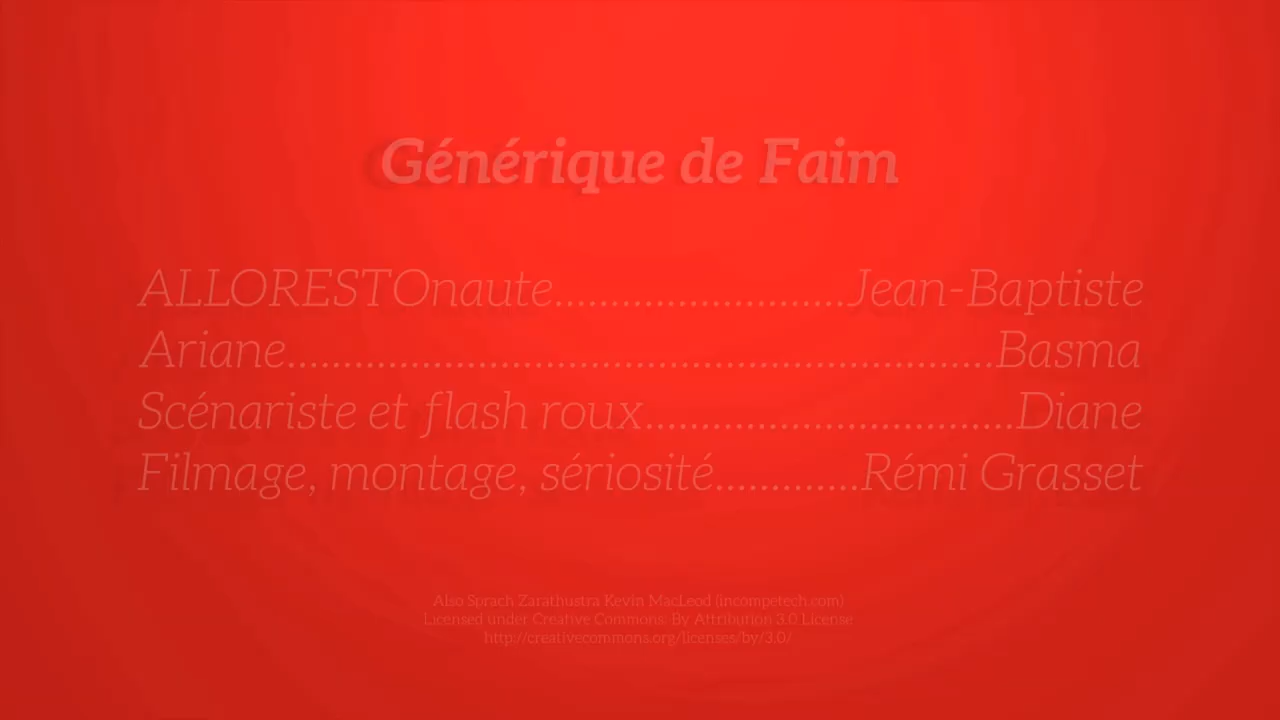 Générique de Faim
ALLORESTOnaute.........................Jean-Baptiste
Ariane.............................................................Basma
Scénariste et flash roux................................Diane
Filmage, montage, sériosité.............Rémi Grasset
Also Sprach Zarathustra Kevin MacLeod (incompetech.com)
Licensed under Creative Commons: By Attribution 3.0 License
http://creativecommons.org/licenses/by/3.0/